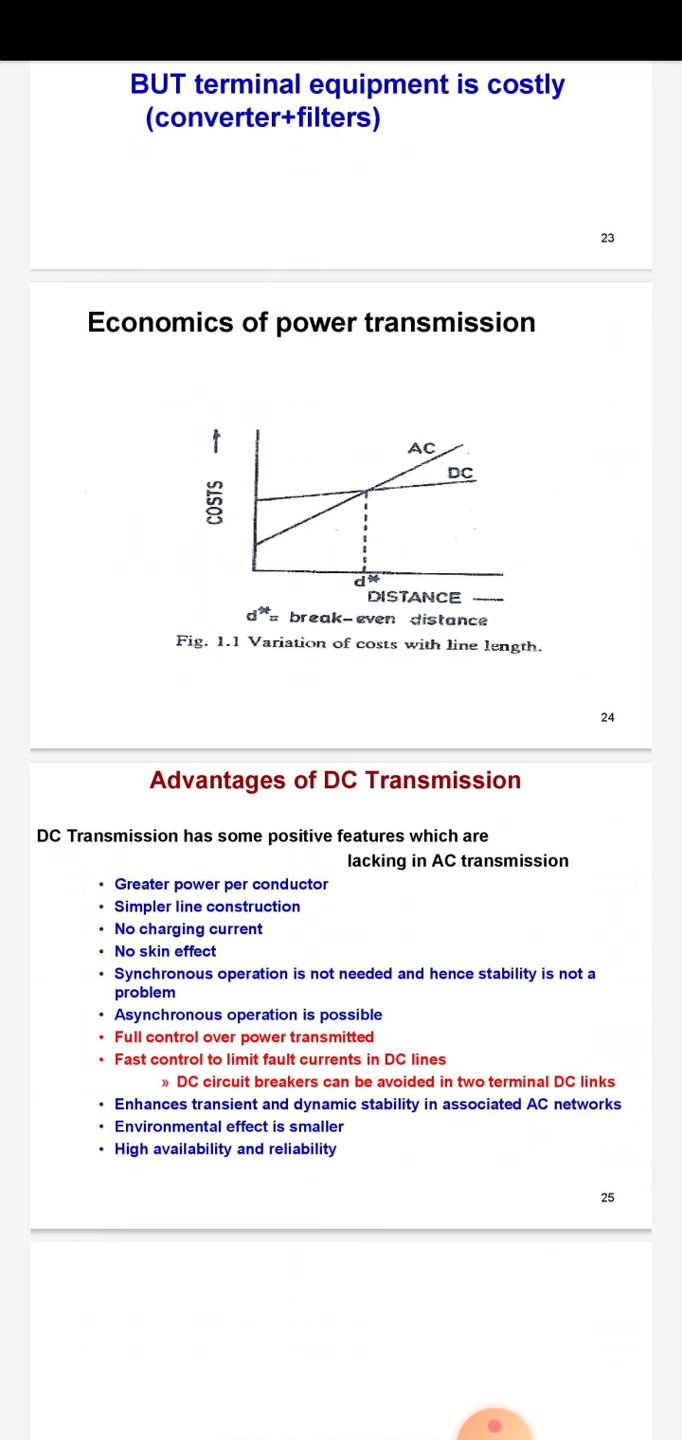 BUT terminal equipment is costly
(converter+filters)
23
Economics of power transmission
COSTS
AC
DC
d*
DISTANCE
d*= break-even distance
Fig. 1.1 Variation of costs with line length.
24
Advantages of DC Transmission
DC Transmission has some positive features which are
lacking in AC transmission
• Greater power per conductor
• Simpler line construction
• No charging current
• No skin effect
• Synchronous operation is not needed and hence stability is not a
problem
• Asynchronous operation is possible
• Full control over power transmitted
• Fast control to limit fault currents in DC lines
» DC circuit breakers can be avoided in two terminal DC links
• Enhances transient and dynamic stability in associated AC networks
• Environmental effect is smaller
• High availability and reliability
25